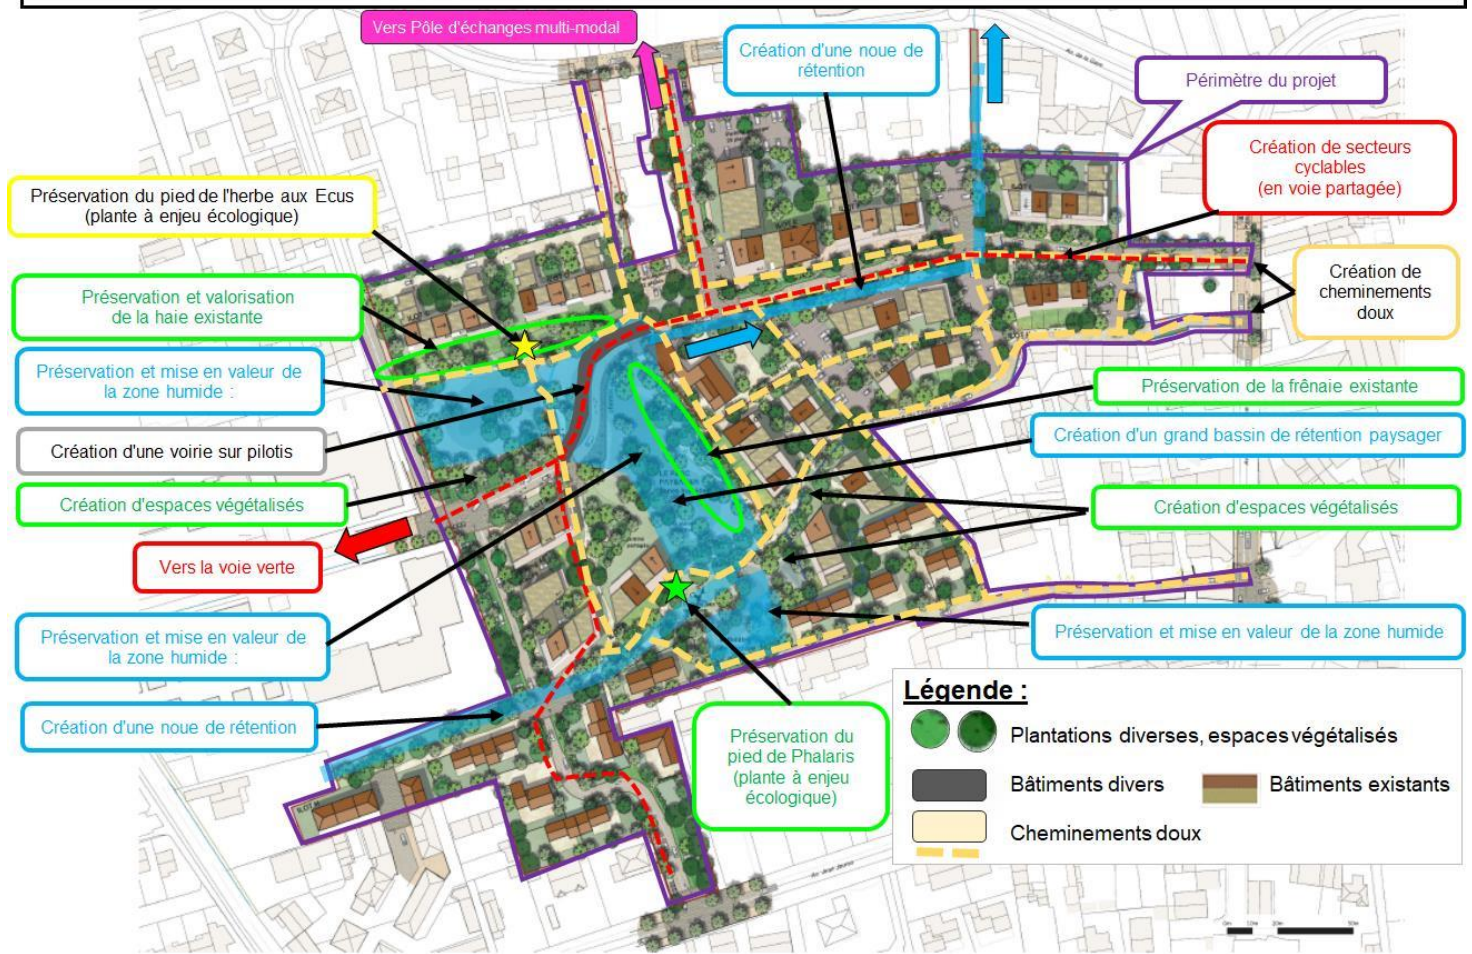 Vers Pôle d'échanges multi-modal
Création d'une noue de
rétention
Périmètre du projet
Création de secteurs
cyclables
(en voie partagée)
Préservation du pied de l'herbe aux Ecus
(plante à enjeu écologique)
Création de
cheminements
doux
Préservation et valorisation
de la haie existante
Préservation et mise en valeur de
la zone humide :
Préservation de la frênaie existante
Création d'une voirie sur pilotis
Création d'un grand bassin de rétention paysager
Création d'espaces végétalisés
Création d'espaces végétalisés
Vers la voie verte
Préservation et mise en valeur de
la zone humide :
Préservation et mise en valeur de la zone humide
Création d'une noue de rétention
Préservation du
pied de Phalaris
(plante à enjeu
écologique)
Légende :
Plantations diverses, espaces végétalisés
Bâtiments divers
Bâtiments existants
Cheminements doux
Av. Jean Jaurès